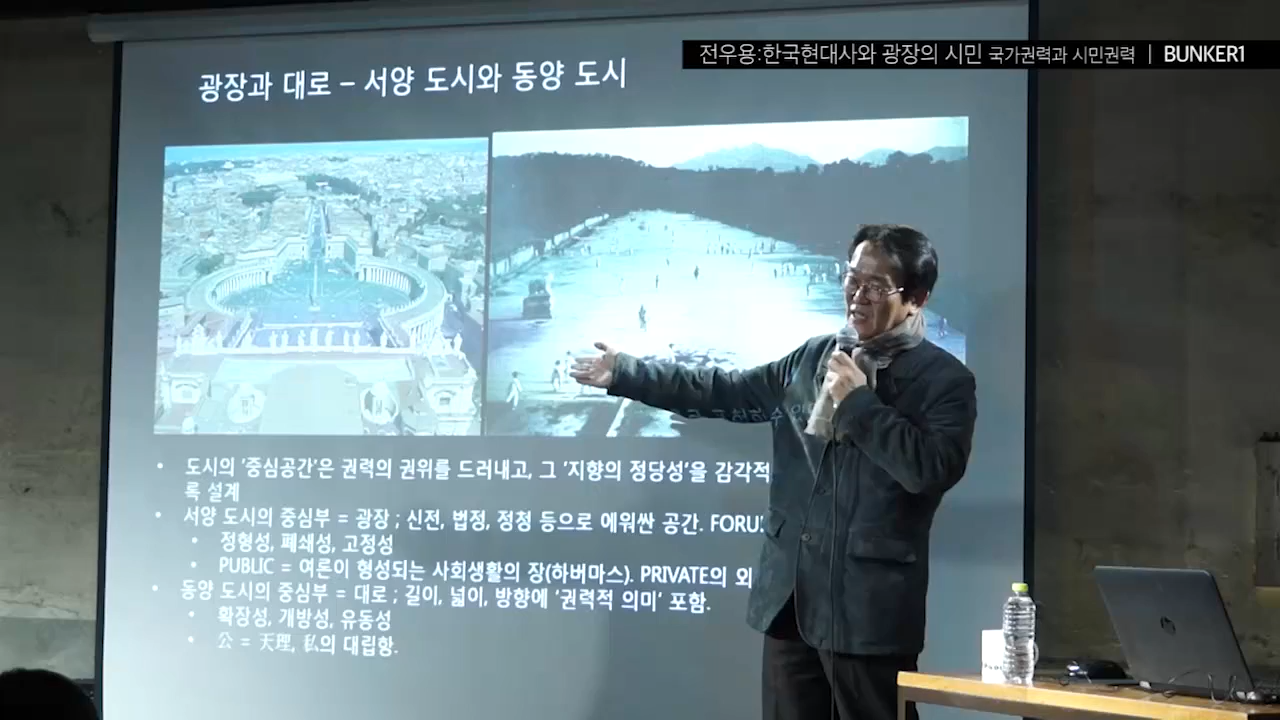 전우용:한국현대사와 광장의 시민 국가권력과 시민권력 | BUNKER1
광장과 대로 – 서양 도시와 동양 도시
• 도시의 '중심공간'은 권력의 권위를 드러내고, 그 '지향의 정당성'을 감각적
록 설계
• 서양 도시의 중심부 = 광장 ; 신전, 법정, 정청 등으로 에워싼 공간. FORU
• 정형성, 폐쇄성, 고정성
• PUBLIC = 여론이 형성되는 사회생활의 장(하버마스). PRIVATE의 외
• 동양 도시의 중심부 = 대로 ; 길이, 넓이, 방향에 '권력적 의미' 포함.
• 확장성, 개방성, 유동성
• 公 = 天理, 私의 대립항.
hp